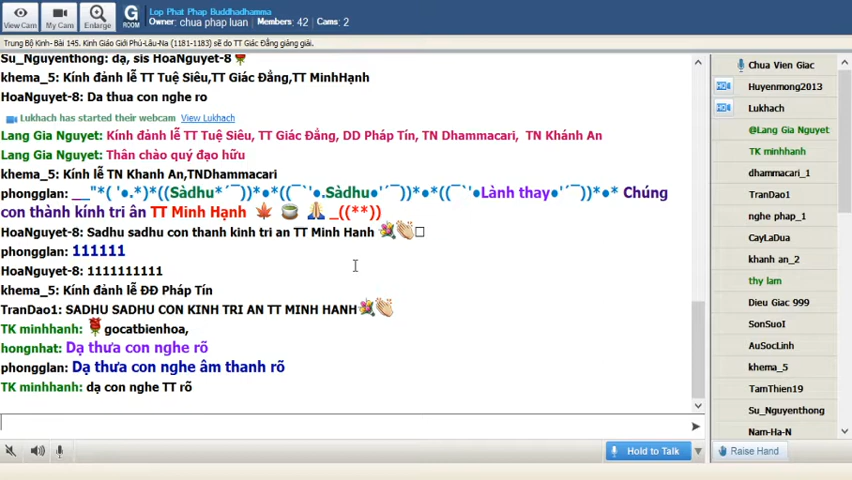 Lop Phat Phap Buddhadhamma
Owner: chua phap luan Members: 42 Cams: 2
View Cam My Cam Enlarge G ROOM
Trung Bộ Kinh- Bài 145. Kinh Giáo Giới Phú-Lâu-Na (1181-1183) sẽ do TT Giác Đẳng giảng giải.
Su_Nguyenthong: dạ, sis HoaNguyet-8🌹
khema_5: Kính đảnh lễ TT Tuệ Siêu,TT Giác Đẳng,TT MinhHạnh
HoaNguyet-8: Da thua con nghe ro
Lukhach has started their webcam View Lukhach
Lang Gia Nguyet: Kính đảnh lễ TT Tuệ Siêu, TT Giác Đẳng, DD Pháp Tín, TN Dhammacari, TN Khánh An
Lang Gia Nguyet: Thân chào quý đạo hữu
khema_5: Kính lễ TN Khanh An,TNDhammacari
phongglan: __"*( '•.*)*((Sàdhu*´¯))*•*((¯`'•.Sàdhu•'´¯))*•*((¯`'•Lành thay•'´¯))*•* Chúng
con thành kính tri ân TT Minh Hạnh 🍁 🍵 🙏 _((**))
HoaNguyet-8: Sadhu sadhu con thanh kinh tri an TT Minh Hanh 💐👏□
phongglan: 111111
HoaNguyet-8: 1111111111
khema_5: Kính đảnh lễ ĐĐ Pháp Tín
TranDao1: SADHU SADHU CON KINH TRI AN TT MINH HANH💐👏
TK minhhanh: 🌹gocatbienhoa,
hongnhat: Dạ thưa con nghe rõ
phongglan: Dạ thưa con nghe âm thanh rõ
TK minhhanh: dạ con nghe TT rõ
Hold to Talk
Chua Vien Giac
Huyenmong2013
Lukhach
@Lang Gia Nguyet
TK minhhanh
dhammacari_1
TranDao1
nghe phap_1
CayLaDua
khanh an_2
thy lam
Dieu Giac 999
SonSuoI
AuSocLinh
khema_5
TamThien19
Su_Nguyenthong
Nam-Ha-N
Raise Hand